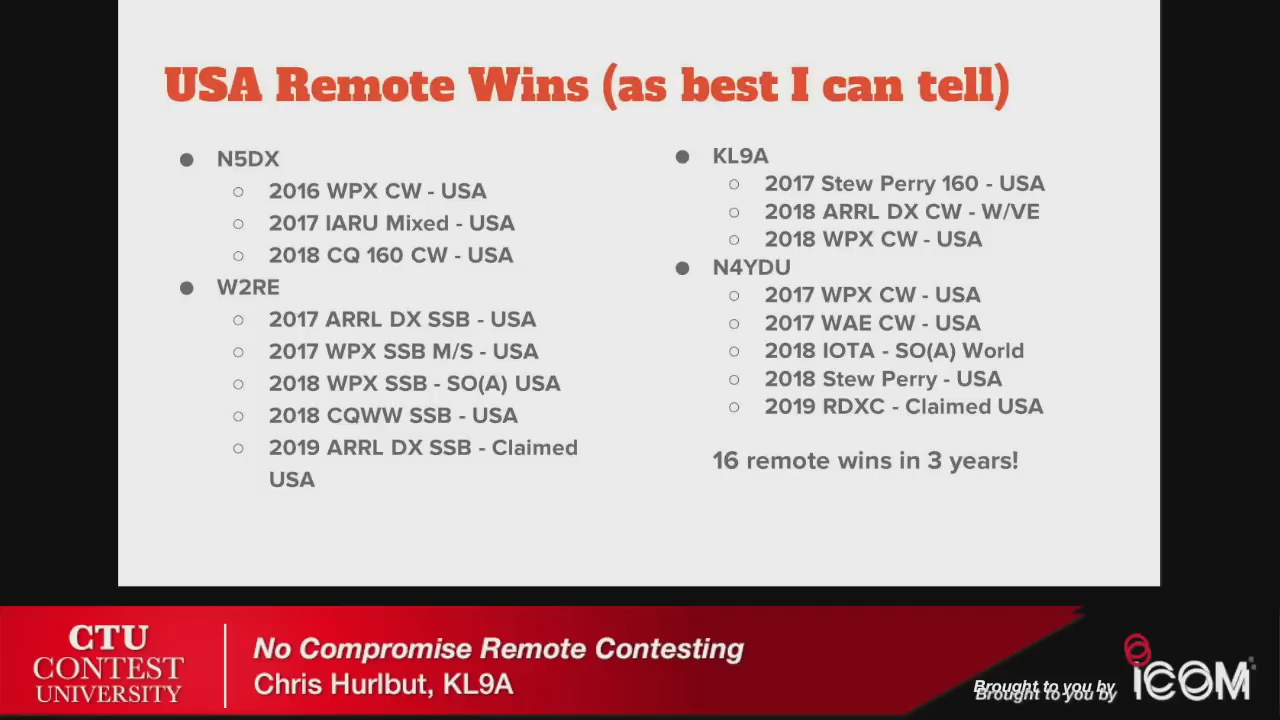 USA Remote Wins (as best I can tell)
● N5DX
○ 2016 WPX CW - USA
○ 2017 IARU Mixed - USA
○ 2018 CQ 160 CW - USA
● W2RE
○ 2017 ARRL DX SSB - USA
○ 2017 WPX SSB M/S - USA
○ 2018 WPX SSB - SO(A) USA
○ 2018 CQWW SSB - USA
○ 2019 ARRL DX SSB - Claimed
USA
● KL9A
○ 2017 Stew Perry 160 - USA
○ 2018 ARRL DX CW - W/VE
○ 2018 WPX CW - USA
● N4YDU
○ 2017 WPX CW - USA
○ 2017 WAE CW - USA
○ 2018 IOTA - SO(A) World
○ 2018 Stew Perry - USA
○ 2019 RDXC - Claimed USA
16 remote wins in 3 years!
CTU
CONTEST
UNIVERSITY
No Compromise Remote Contesting
Chris Hurlbut, KL9A
Brought to you by
Brought to you by
ICOM